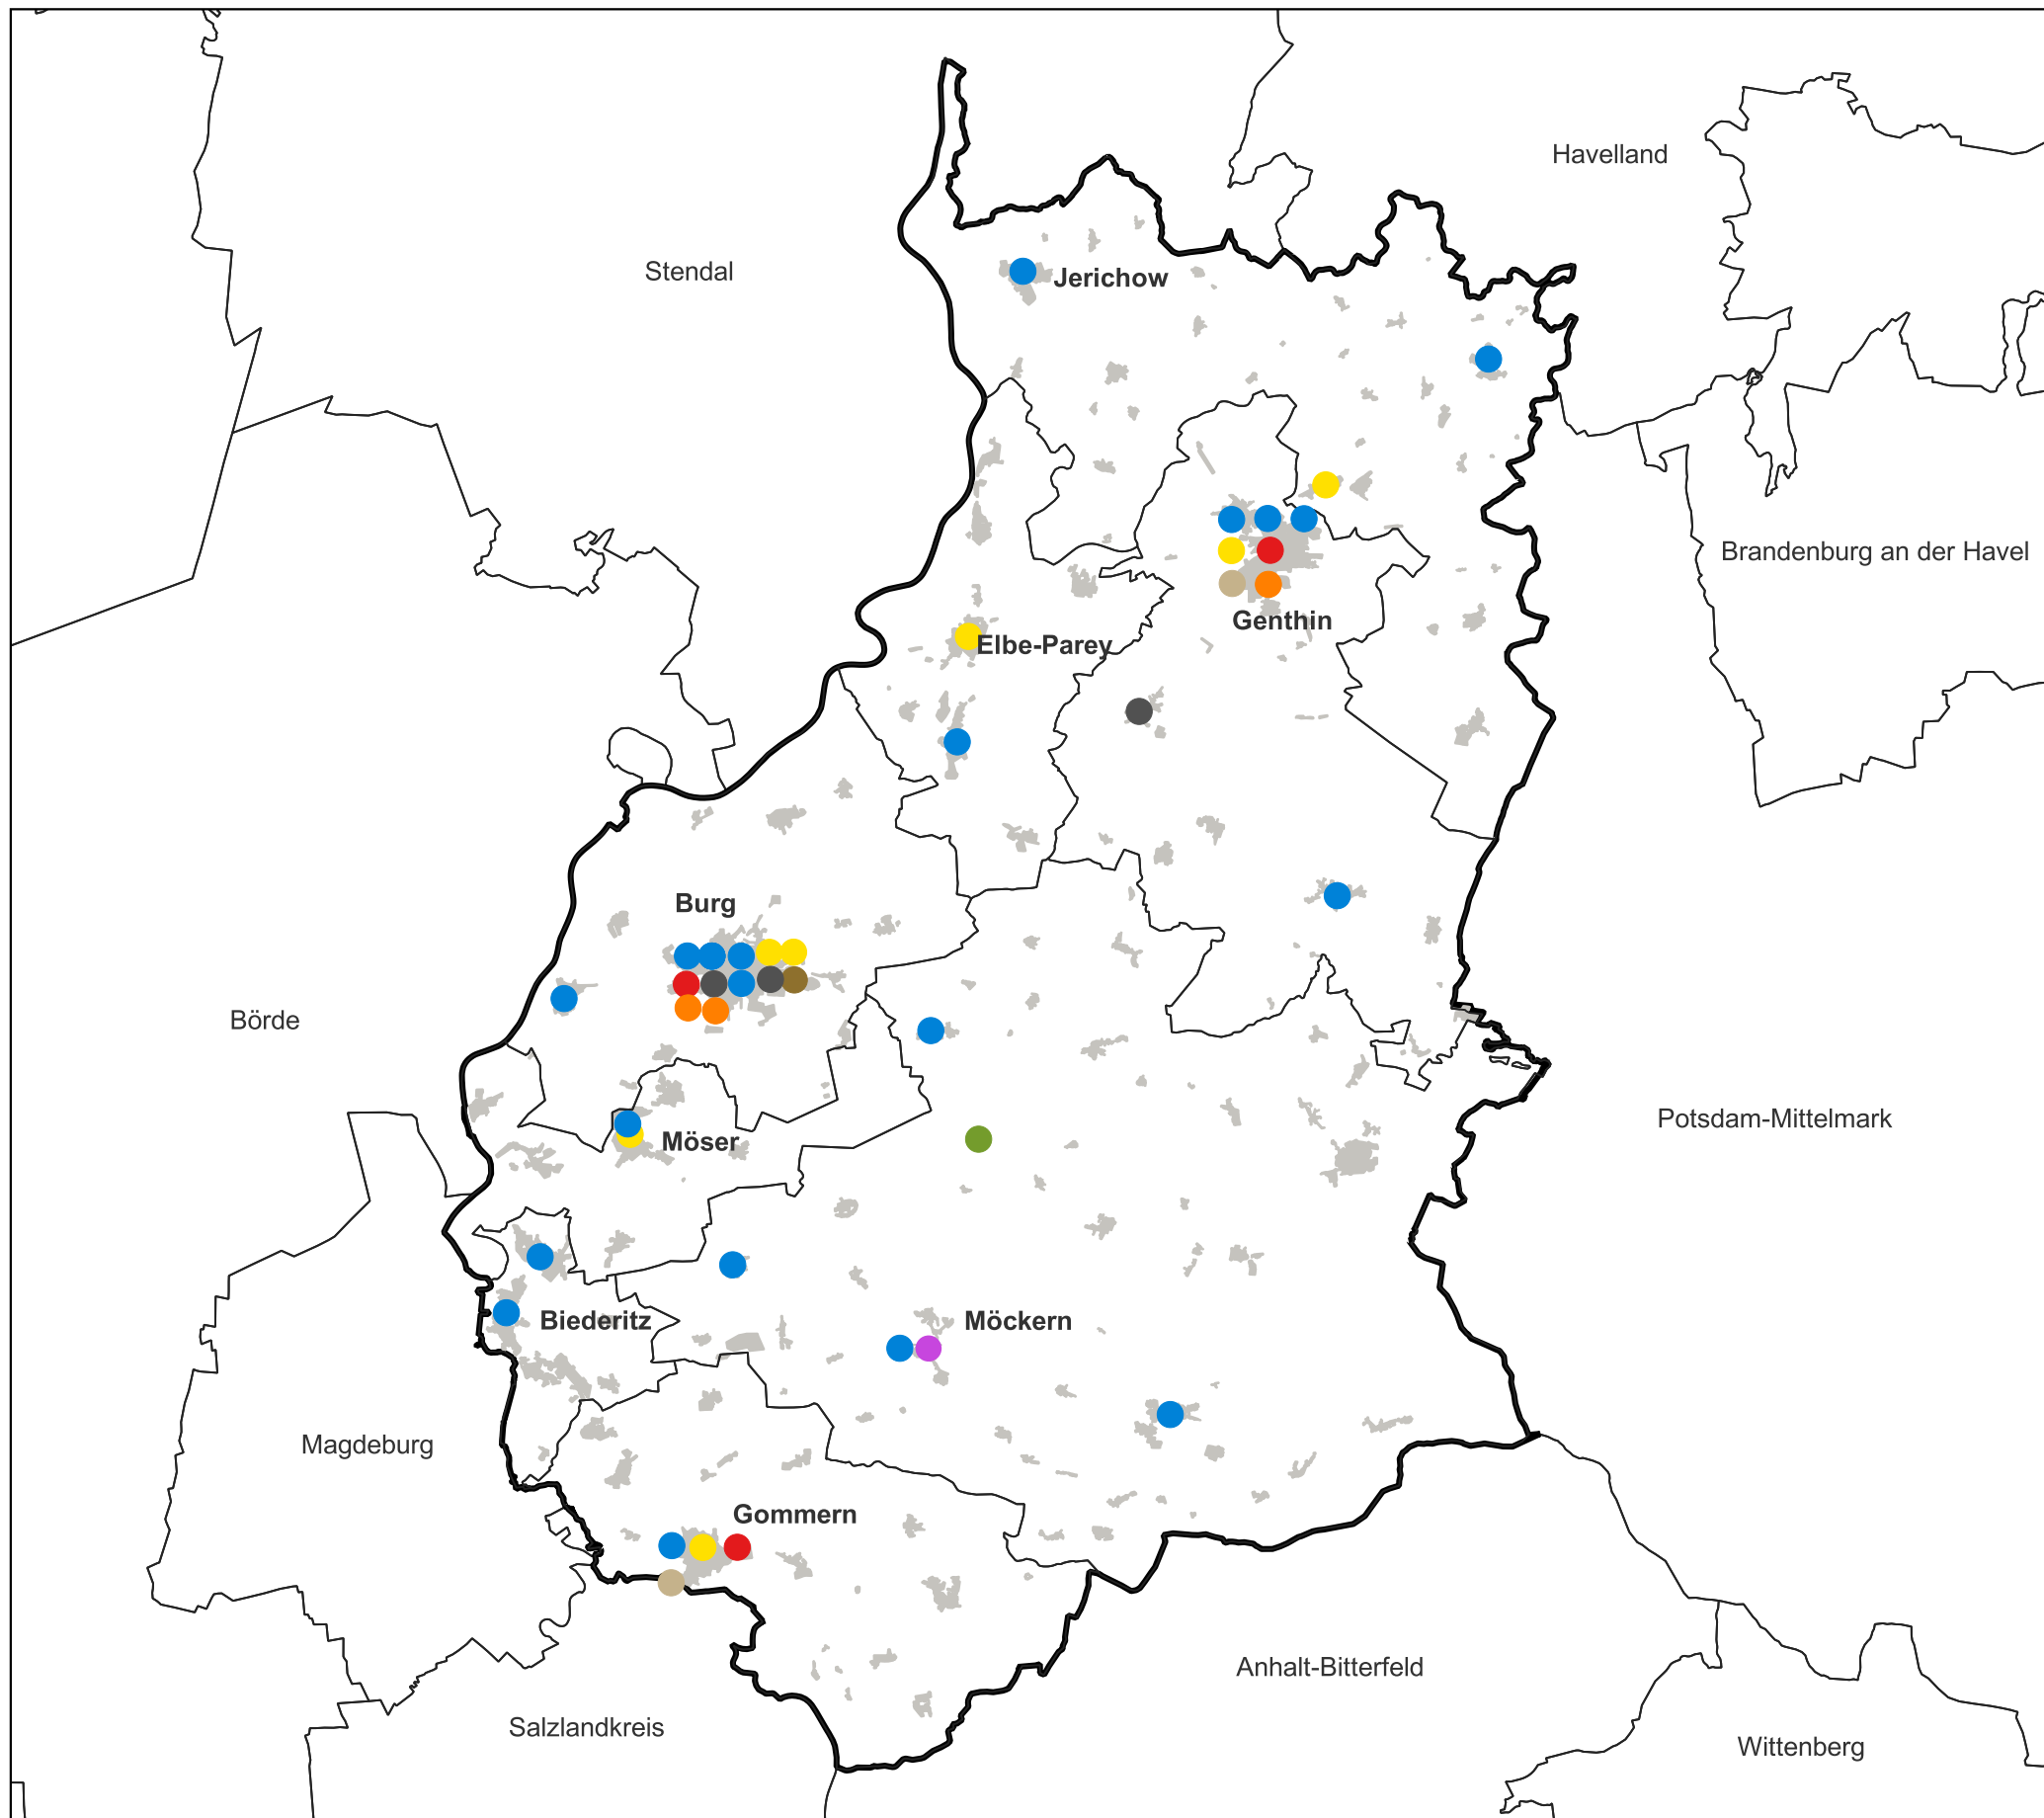 Havelland
Stendal
Jerichow
Brandenburg an der Havel
Genthin
Elbe-Parey
Burg
Börde
Potsdam-Mittelmark
Möser
Biederitz
Möckern
Magdeburg
Gommern
Anhalt-Bitterfeld
Salzlandkreis
Wittenberg